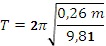 T = 2π√(0,26 m / 9,81)